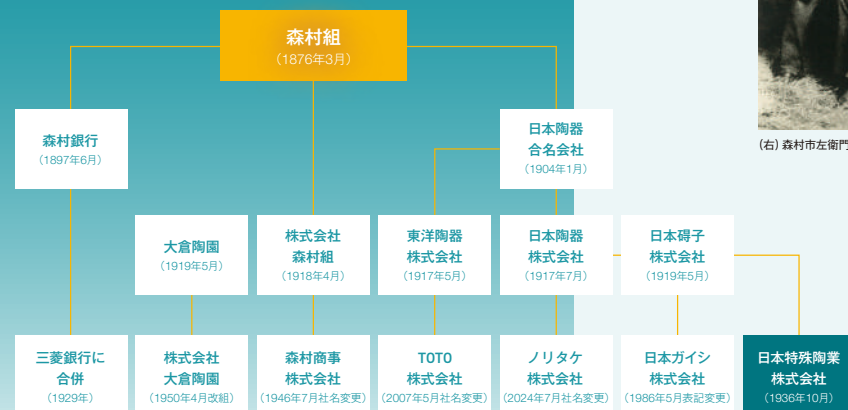 森村組
（1876年3月）
森村銀行
（1897年6月）
日本陶器
合名会社
（1904年1月）
(右) 森村市左衛門
大倉陶園
（1919年5月）
株式会社
森村組
（1918年4月）
東洋陶器
株式会社
（1917年5月）
日本陶器
株式会社
（1917年7月）
日本碍子
株式会社
（1919年5月）
三菱銀行に
合併
（1929年）
株式会社
大倉陶園
（1950年4月改組）
森村商事
株式会社
（1946年7月社名変更）
TOTO
株式会社
（2007年5月社名変更）
ノリタケ
株式会社
（2024年7月社名変更）
日本ガイシ
株式会社
（1986年5月表記変更）
日本特殊陶業
株式会社
（1936年10月）